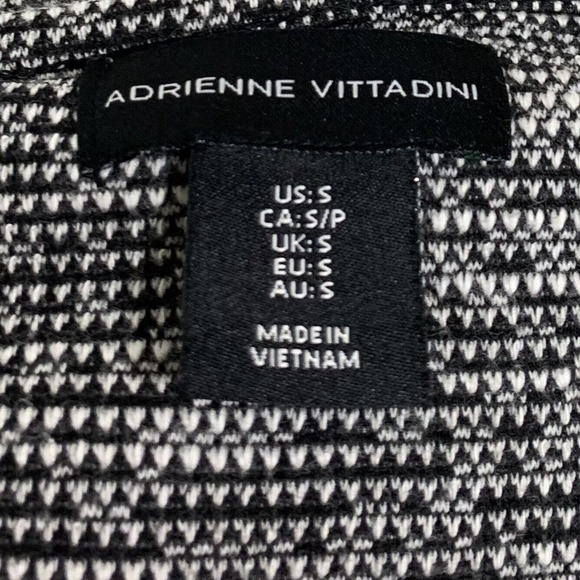 ADRIENNE VITTADINI
US: S
CA: S/P
UK: S
EU: S
AU: S
MADE IN
VIETNAM